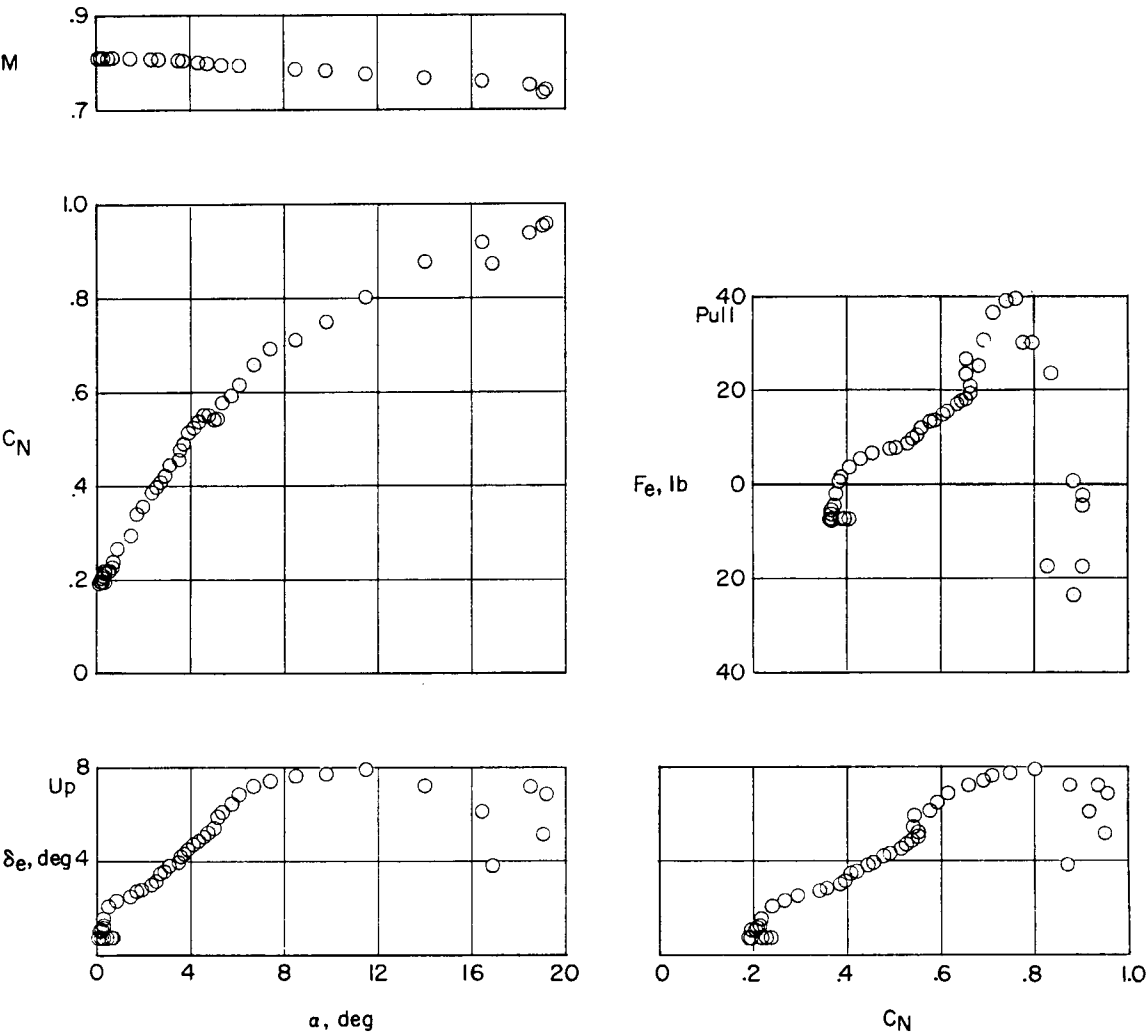 .9
M
.7
1.0
.8
.6
C_N
.4
.2
0
40
Pull
20
0
F_e, lb
20
40
8
Up
δ_e, deg 4
0 4 8 12 16 20
α, deg
0 .2 .4 .6 .8 1.0
C_N